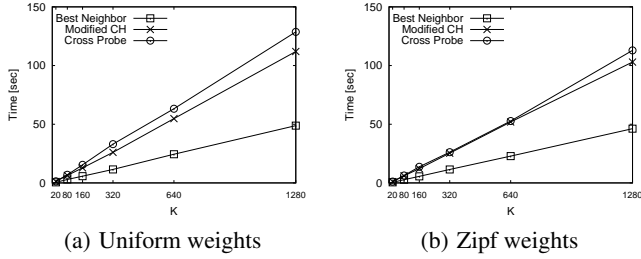 150
100
50
0
Time [sec]
Best Neighbor
Modified CH
Cross Probe
20 80 160 320 640 1280
K
(a) Uniform weights
150
100
50
0
Time [sec]
Best Neighbor
Modified CH
Cross Probe
20 80 160 320 640 1280
K
(b) Zipf weights